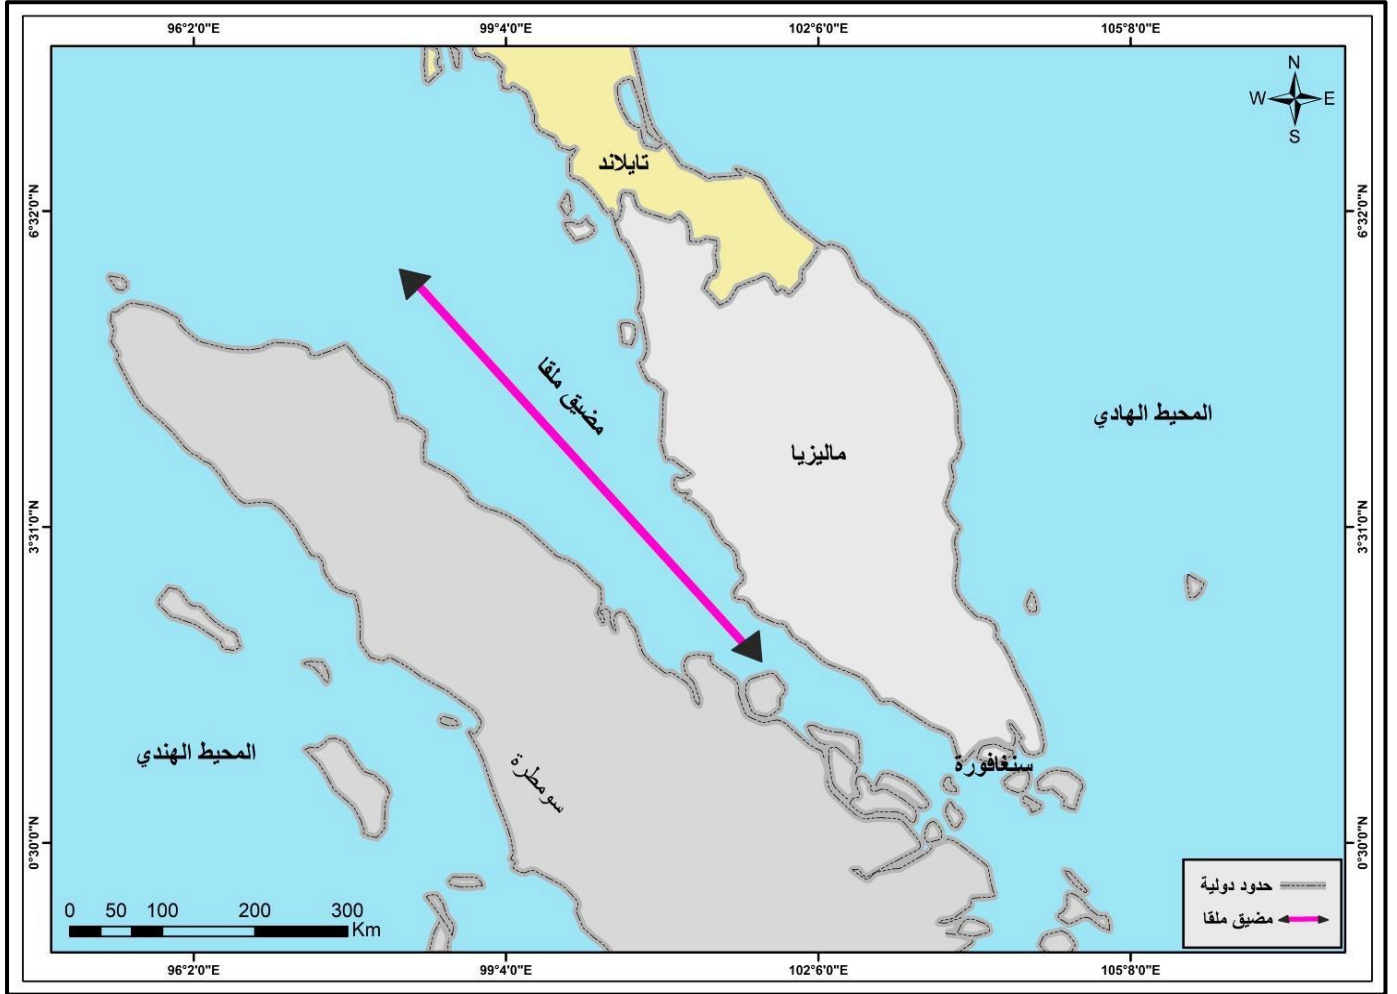 96°2'0"E 99°4'0"E 102°6'0"E 105°8'0"E
N
W E
S
تايلاند
6°32'0"N 6°32'0"N
مضيق ملقا
المحيط الهادي
ماليزيا
3°31'0"N 3°31'0"N
المحيط الهندي
سنغافورة
سومطرة
0°30'0"N 0°30'0"N
حدود دولية
مضيق ملقا
0 50 100 200 300
Km
96°2'0"E 99°4'0"E 102°6'0"E 105°8'0"E